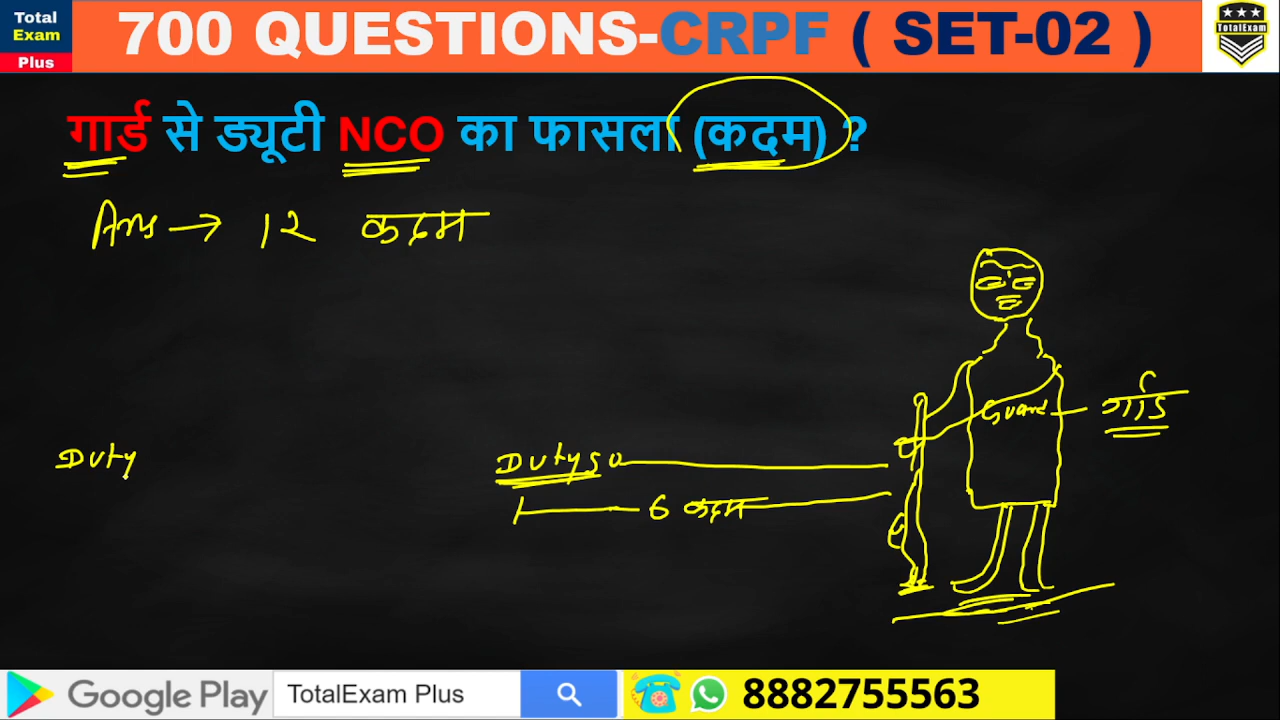 Total
Exam
Plus
700 QUESTIONS-CRPF ( SET-02 )
TotalExam
गार्ड से ड्यूटी NCO का फासला (कदम) ?
Ans → 1२ कदम
Guard गार्ड
Duty Duty so
6 कदम
Google Play TotalExam Plus 8882755563